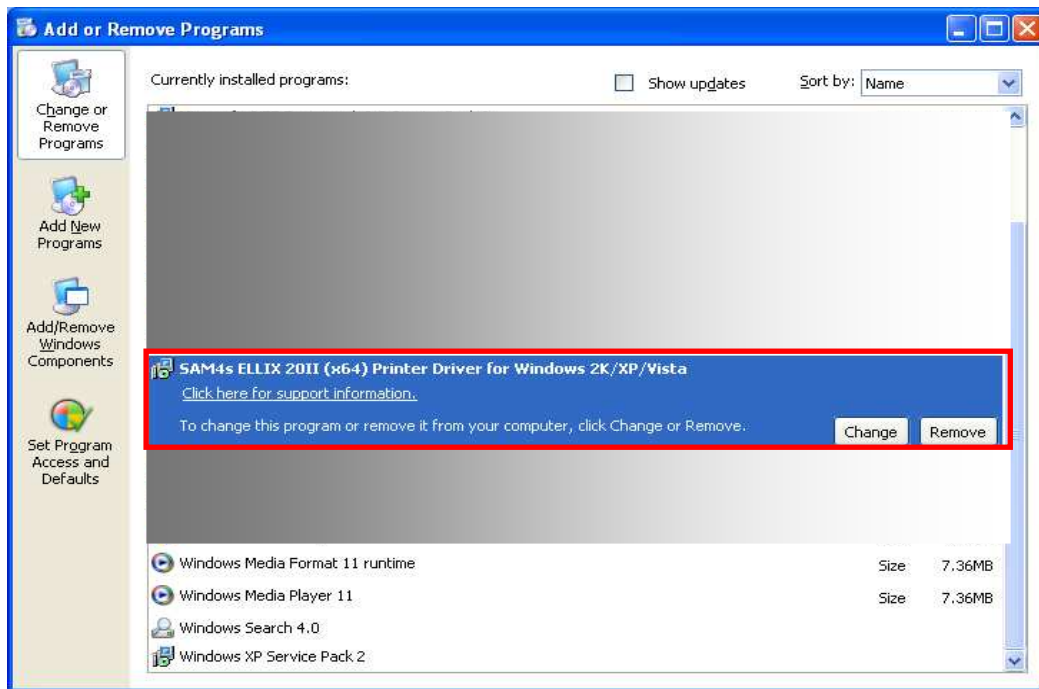 Add or Remove Programs
Change or
Remove
Programs
Add New
Programs
Add/Remove
Windows
Components
Set Program
Access and
Defaults
Currently installed programs:
Show updates
Sort by: Name
SAM4s ELLIX 20II (x64) Printer Driver for Windows 2K/XP/Vista
Click here for support information.
To change this program or remove it from your computer, click Change or Remove.
Change Remove
Windows Media Format 11 runtime Size 7.36MB
Windows Media Player 11 Size 7.36MB
Windows Search 4.0
Windows XP Service Pack 2